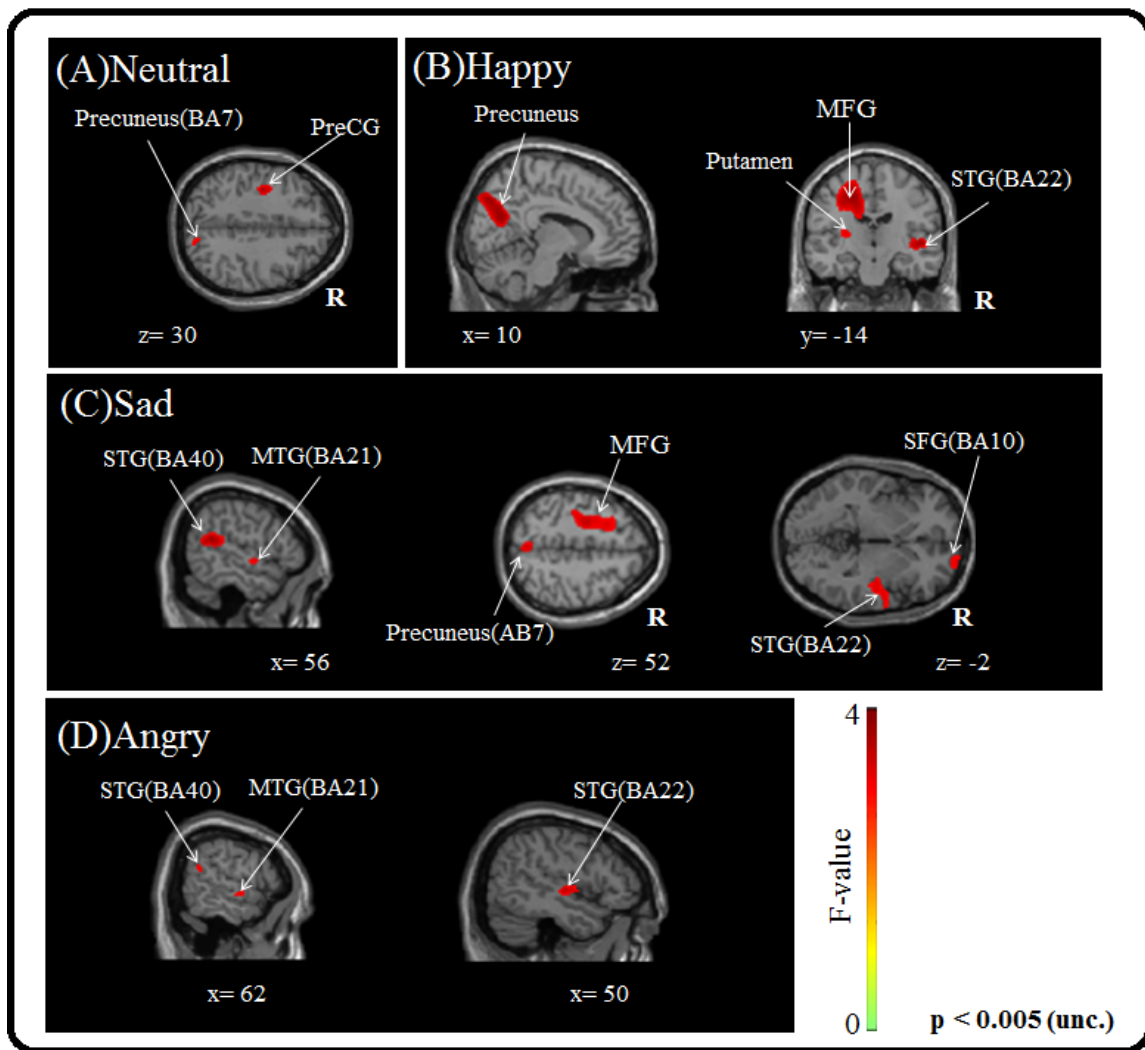 (A)Neutral
Precuneus(BA7)
PreCG
R
z= 30
(B)Happy
Precuneus
MFG
Putamen
STG(BA22)
R
x= 10
y= -14
(C)Sad
STG(BA40)
MTG(BA21)
MFG
SFG(BA10)
Precuneus(AB7)
R
STG(BA22)
R
x= 56
z= 52
z= -2
(D)Angry
STG(BA40)
MTG(BA21)
STG(BA22)
x= 62
x= 50
4
F-value
0
p < 0.005 (unc.)